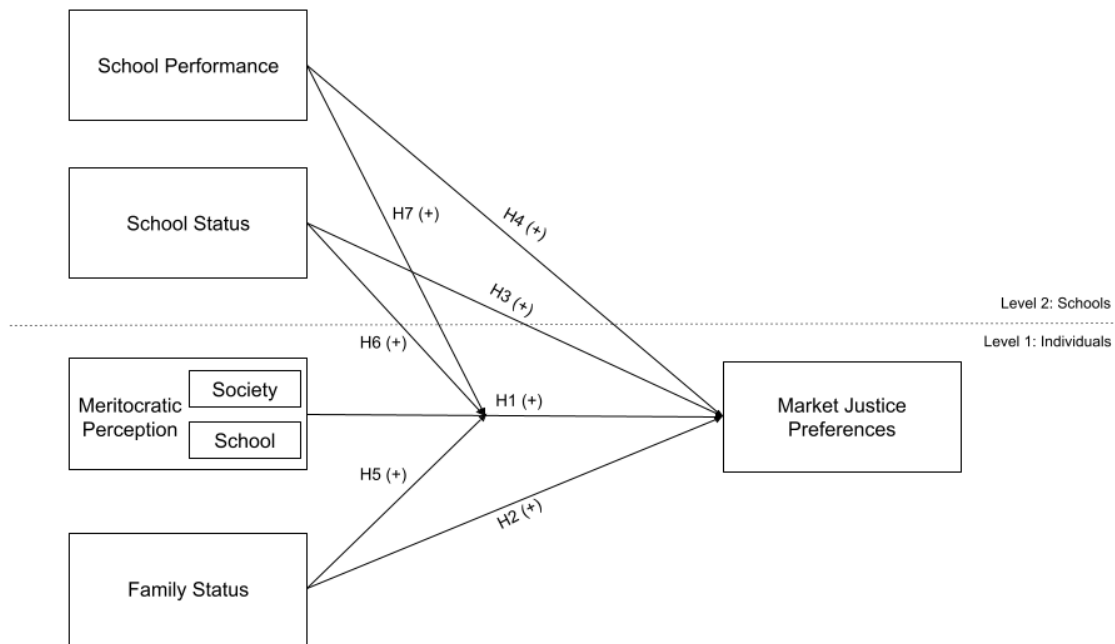 School Performance
School Status
H7 (+)
H4 (+)
H3 (+)
Level 2: Schools
Level 1: Individuals
H6 (+)
Meritocratic
Perception
Society
School
H1 (+)
Market Justice
Preferences
H5 (+)
H2 (+)
Family Status